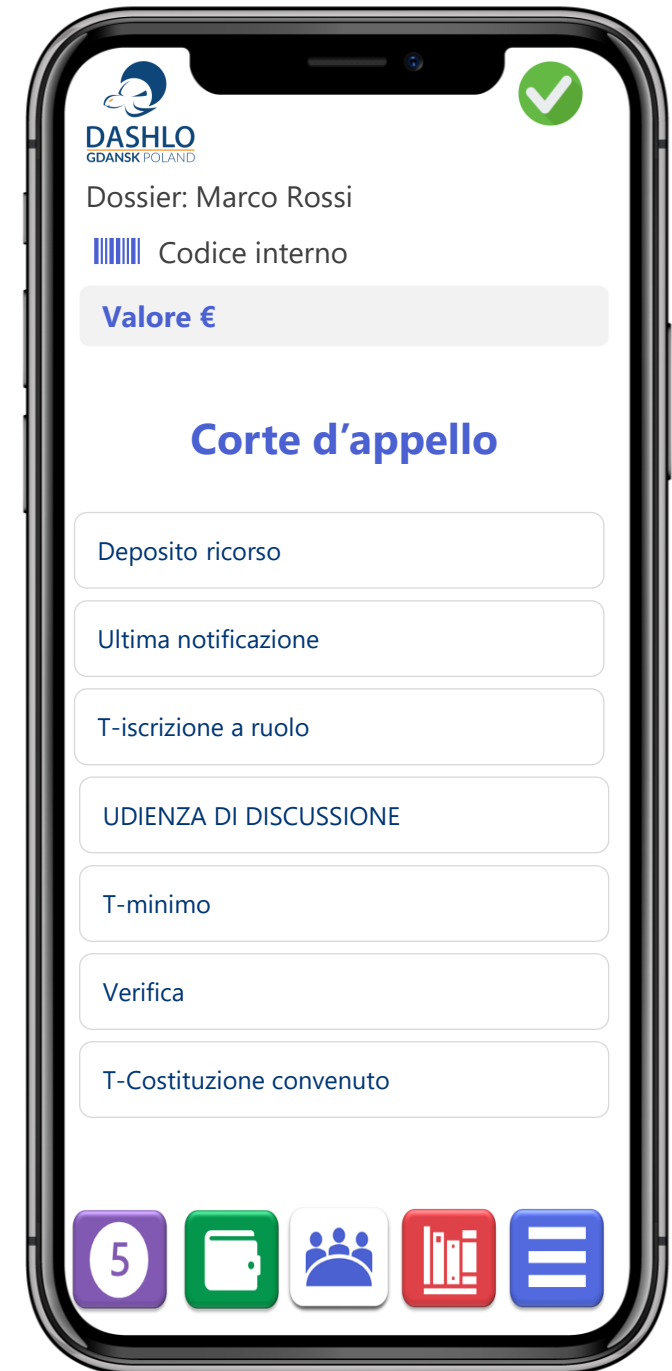 DASHLO
GDANSK POLAND
Dossier: Marco Rossi
Codice interno
Valore €
Corte d’appello
Deposito ricorso
Ultima notificazione
T-iscrizione a ruolo
UDIENZA DI DISCUSSIONE
T-minimo
Verifica
T-Costituzione convenuto
5